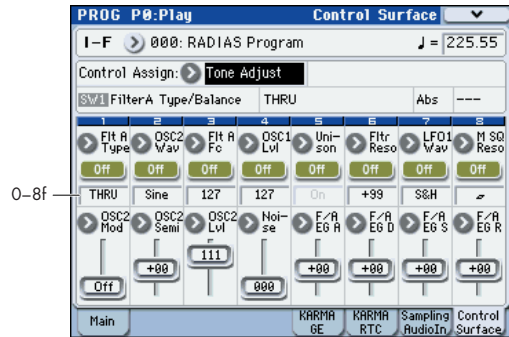 PROG P0:Play Control Surface
I-F 000: RADIAS Program ♩= 225.55
Control Assign: Tone Adjust
SW1 FilterA Type/Balance THRU Abs ---
1 2 3 4 5 6 7 8
Flt A Type OSC2 Wav Flt A Fc OSC1 Lvl Uni-son Fltr Reso LFO1 Wav M SQ Reso
Off Off Off Off Off Off Off Off
0-8f THRU Sine 127 127 On +99 S&H
OSC2 Mod OSC2 Semi OSC2 Lvl Noi-se F/A EG A F/A EG D F/A EG S F/A EG R
Off +00 111 000 +00 +00 +00 +00
Main KARMA GE KARMA RTC Sampling AudioIn Control Surface